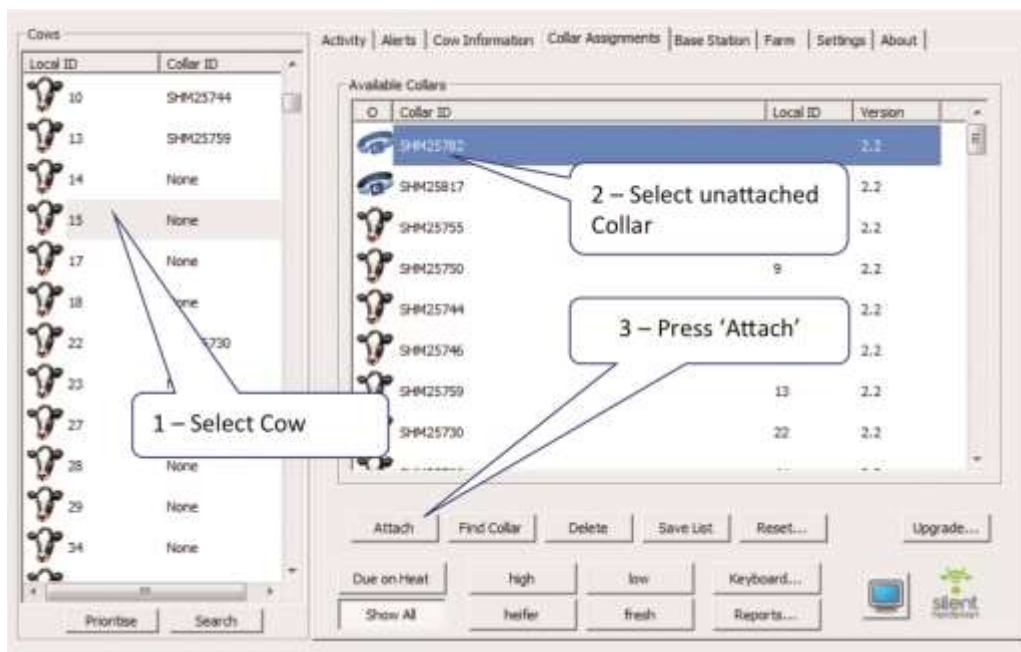 Cows
Local ID Collar ID
10 SHM25744
13 SHM25759
14 None
15 None
17 None
18
22
23
27
28 None
29 None
34 None
Prioritise Search
Activity Alerts Cow Information Collar Assignments Base Station Farm Settings About
Available Collars
O Collar ID Local ID Version
SHM25782 2.2
SHM25817 2.2
SHM25755 2.2
SHM25750 9 2.2
SHM25744 2.2
SHM25746 2.2
SHM25759 13 2.2
SHM25730 22 2.2
1 – Select Cow
2 – Select unattached
Collar
3 – Press ‘Attach’
Attach Find Collar Delete Save List Reset... Upgrade...
Due on Heat high low Keyboard...
Show All heifer fresh Reports...
silent